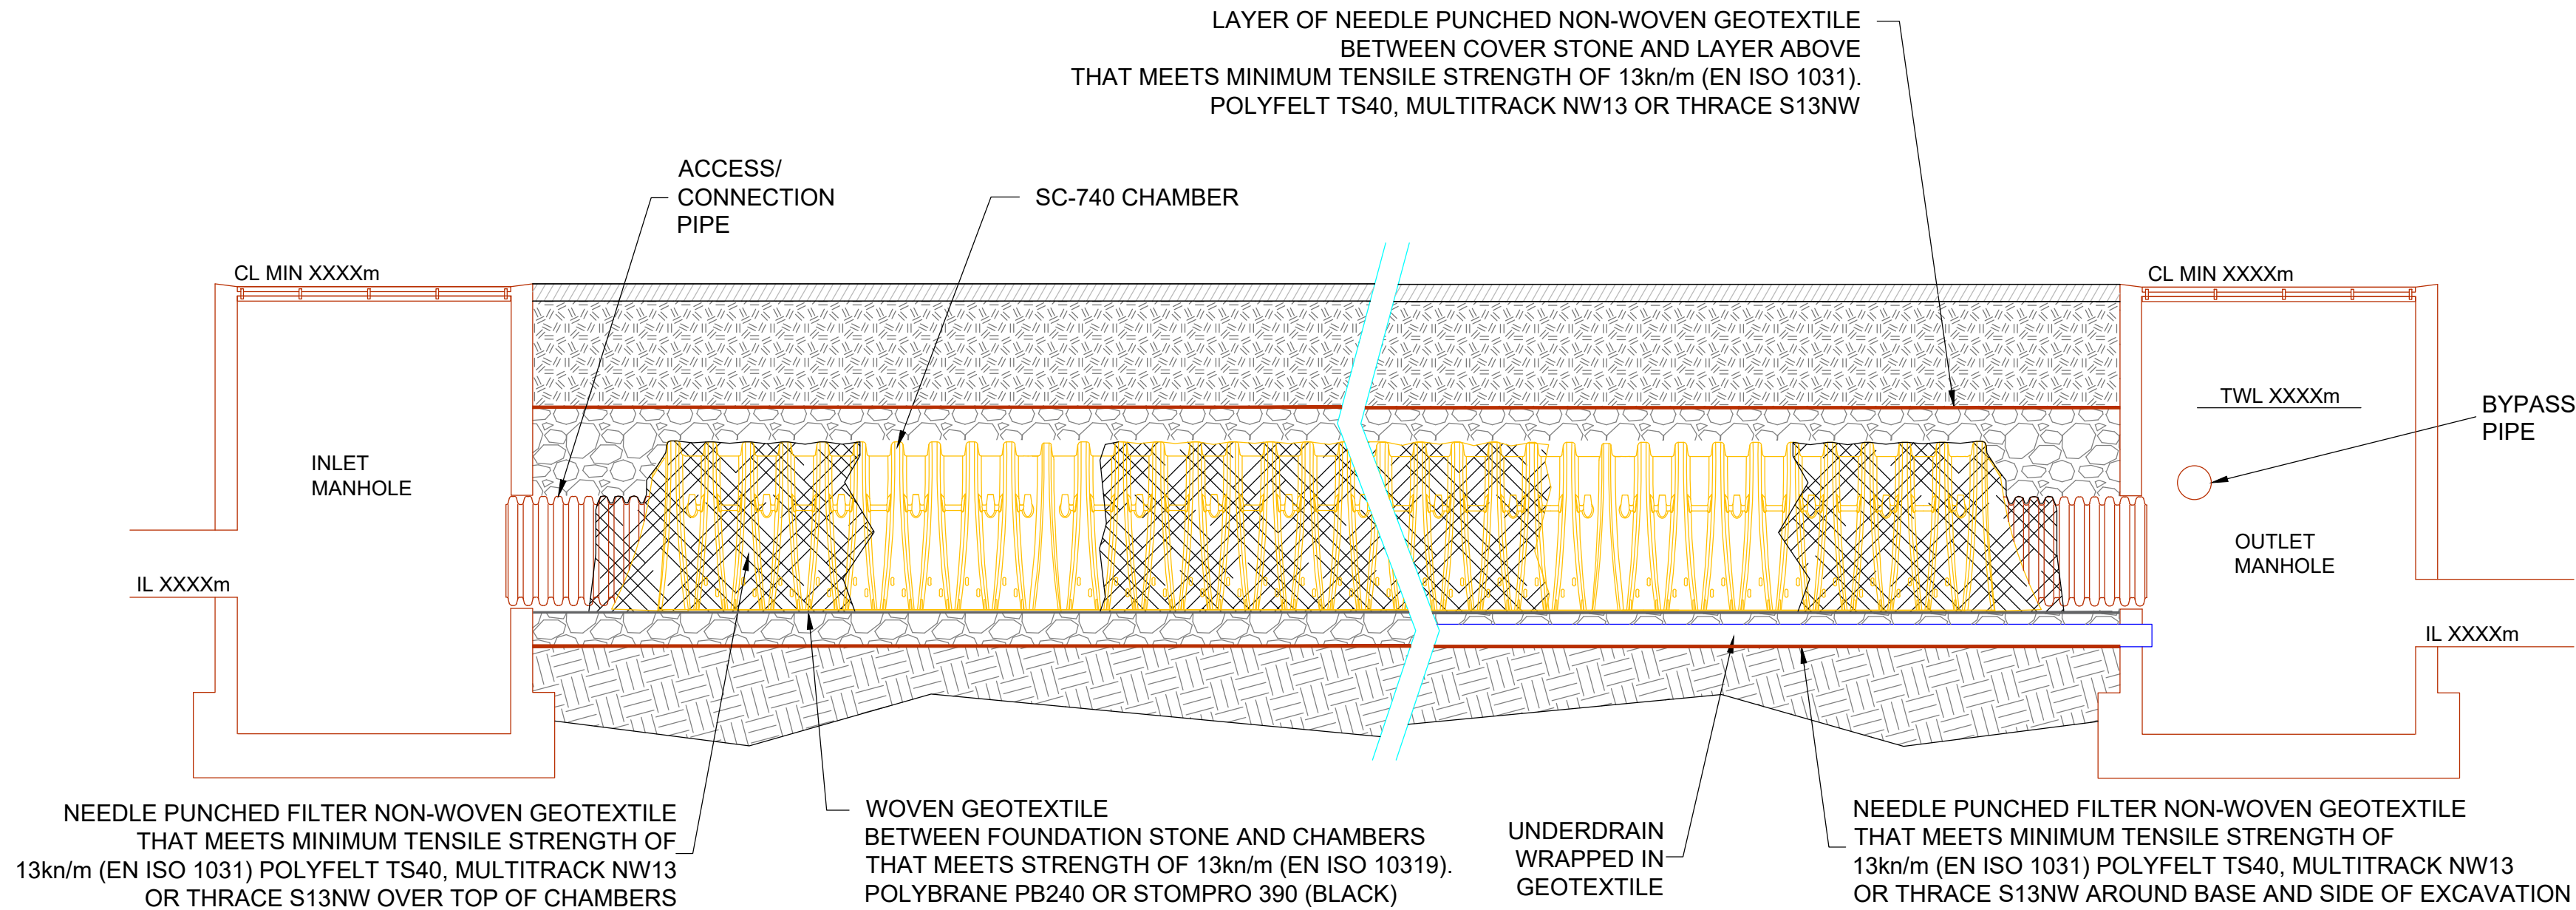 LAYER OF NEEDLE PUNCHED NON-WOVEN GEOTEXTILE
BETWEEN COVER STONE AND LAYER ABOVE
THAT MEETS MINIMUM TENSILE STRENGTH OF 13kn/m (EN ISO 1031).
POLYFELT TS40, MULTITRACK NW13 OR THRACE S13NW
ACCESS/
CONNECTION
PIPE
SC-740 CHAMBER
CL MIN XXXXm
CL MIN XXXXm
TWL XXXXm
BYPASS
PIPE
INLET
MANHOLE
OUTLET
MANHOLE
IL XXXXm
IL XXXXm
NEEDLE PUNCHED FILTER NON-WOVEN GEOTEXTILE
THAT MEETS MINIMUM TENSILE STRENGTH OF
13kn/m (EN ISO 1031) POLYFELT TS40, MULTITRACK NW13
OR THRACE S13NW OVER TOP OF CHAMBERS
WOVEN GEOTEXTILE
BETWEEN FOUNDATION STONE AND CHAMBERS
THAT MEETS STRENGTH OF 13kn/m (EN ISO 10319).
POLYBRANE PB240 OR STOMPRO 390 (BLACK)
UNDERDRAIN
WRAPPED IN
GEOTEXTILE
NEEDLE PUNCHED FILTER NON-WOVEN GEOTEXTILE
THAT MEETS MINIMUM TENSILE STRENGTH OF
13kn/m (EN ISO 1031) POLYFELT TS40, MULTITRACK NW13
OR THRACE S13NW AROUND BASE AND SIDE OF EXCAVATION